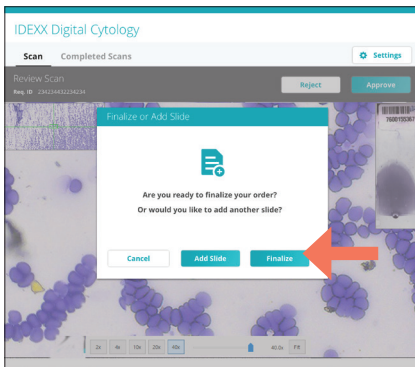 IDEXX Digital Cytology
Scan Completed Scans Settings
Review Scan
Req. ID 234234432234234
Reject Approve
Finalize or Add Slide
Are you ready to finalize your order?
Or would you like to add another slide?
Cancel Add Slide Finalize
2x 4x 10x 20x 40x 40.0x Fit